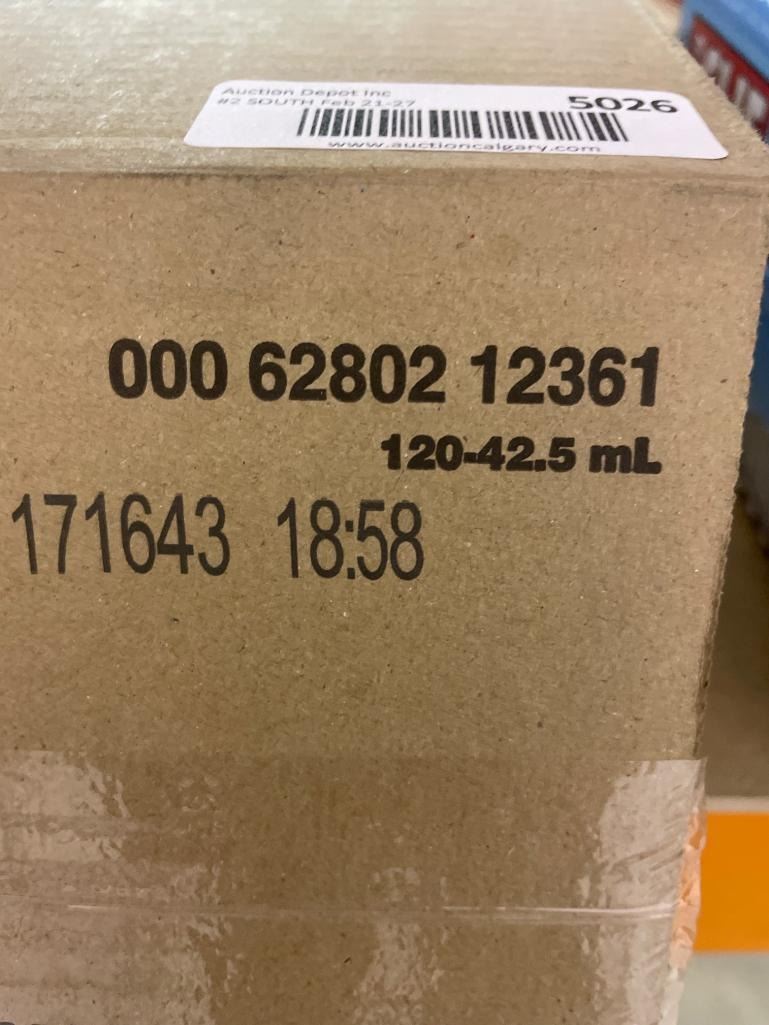 Auction Depot Inc
#2 SOUTH Feb 21-27
5026
www.auctioncalgary.com
000 62802 12361
120-42.5 mL
171643 18:58